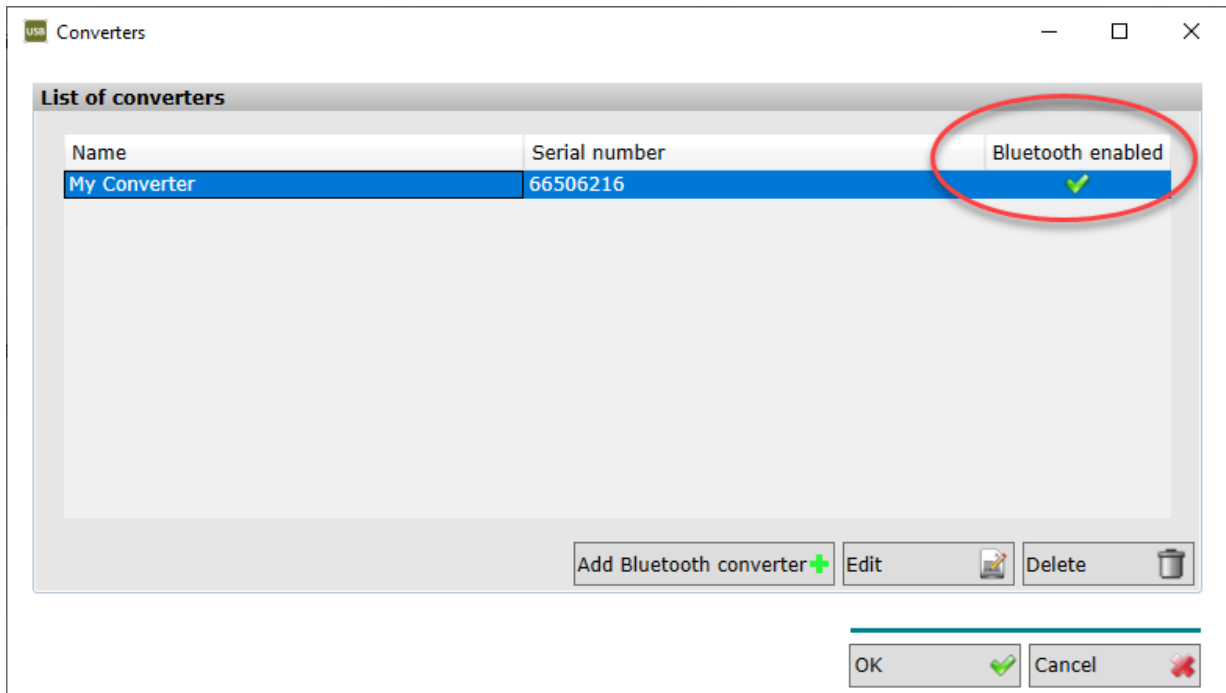 USB Converters
List of converters
Name Serial number Bluetooth enabled
My Converter 66506216
Add Bluetooth converter Edit Delete
OK Cancel